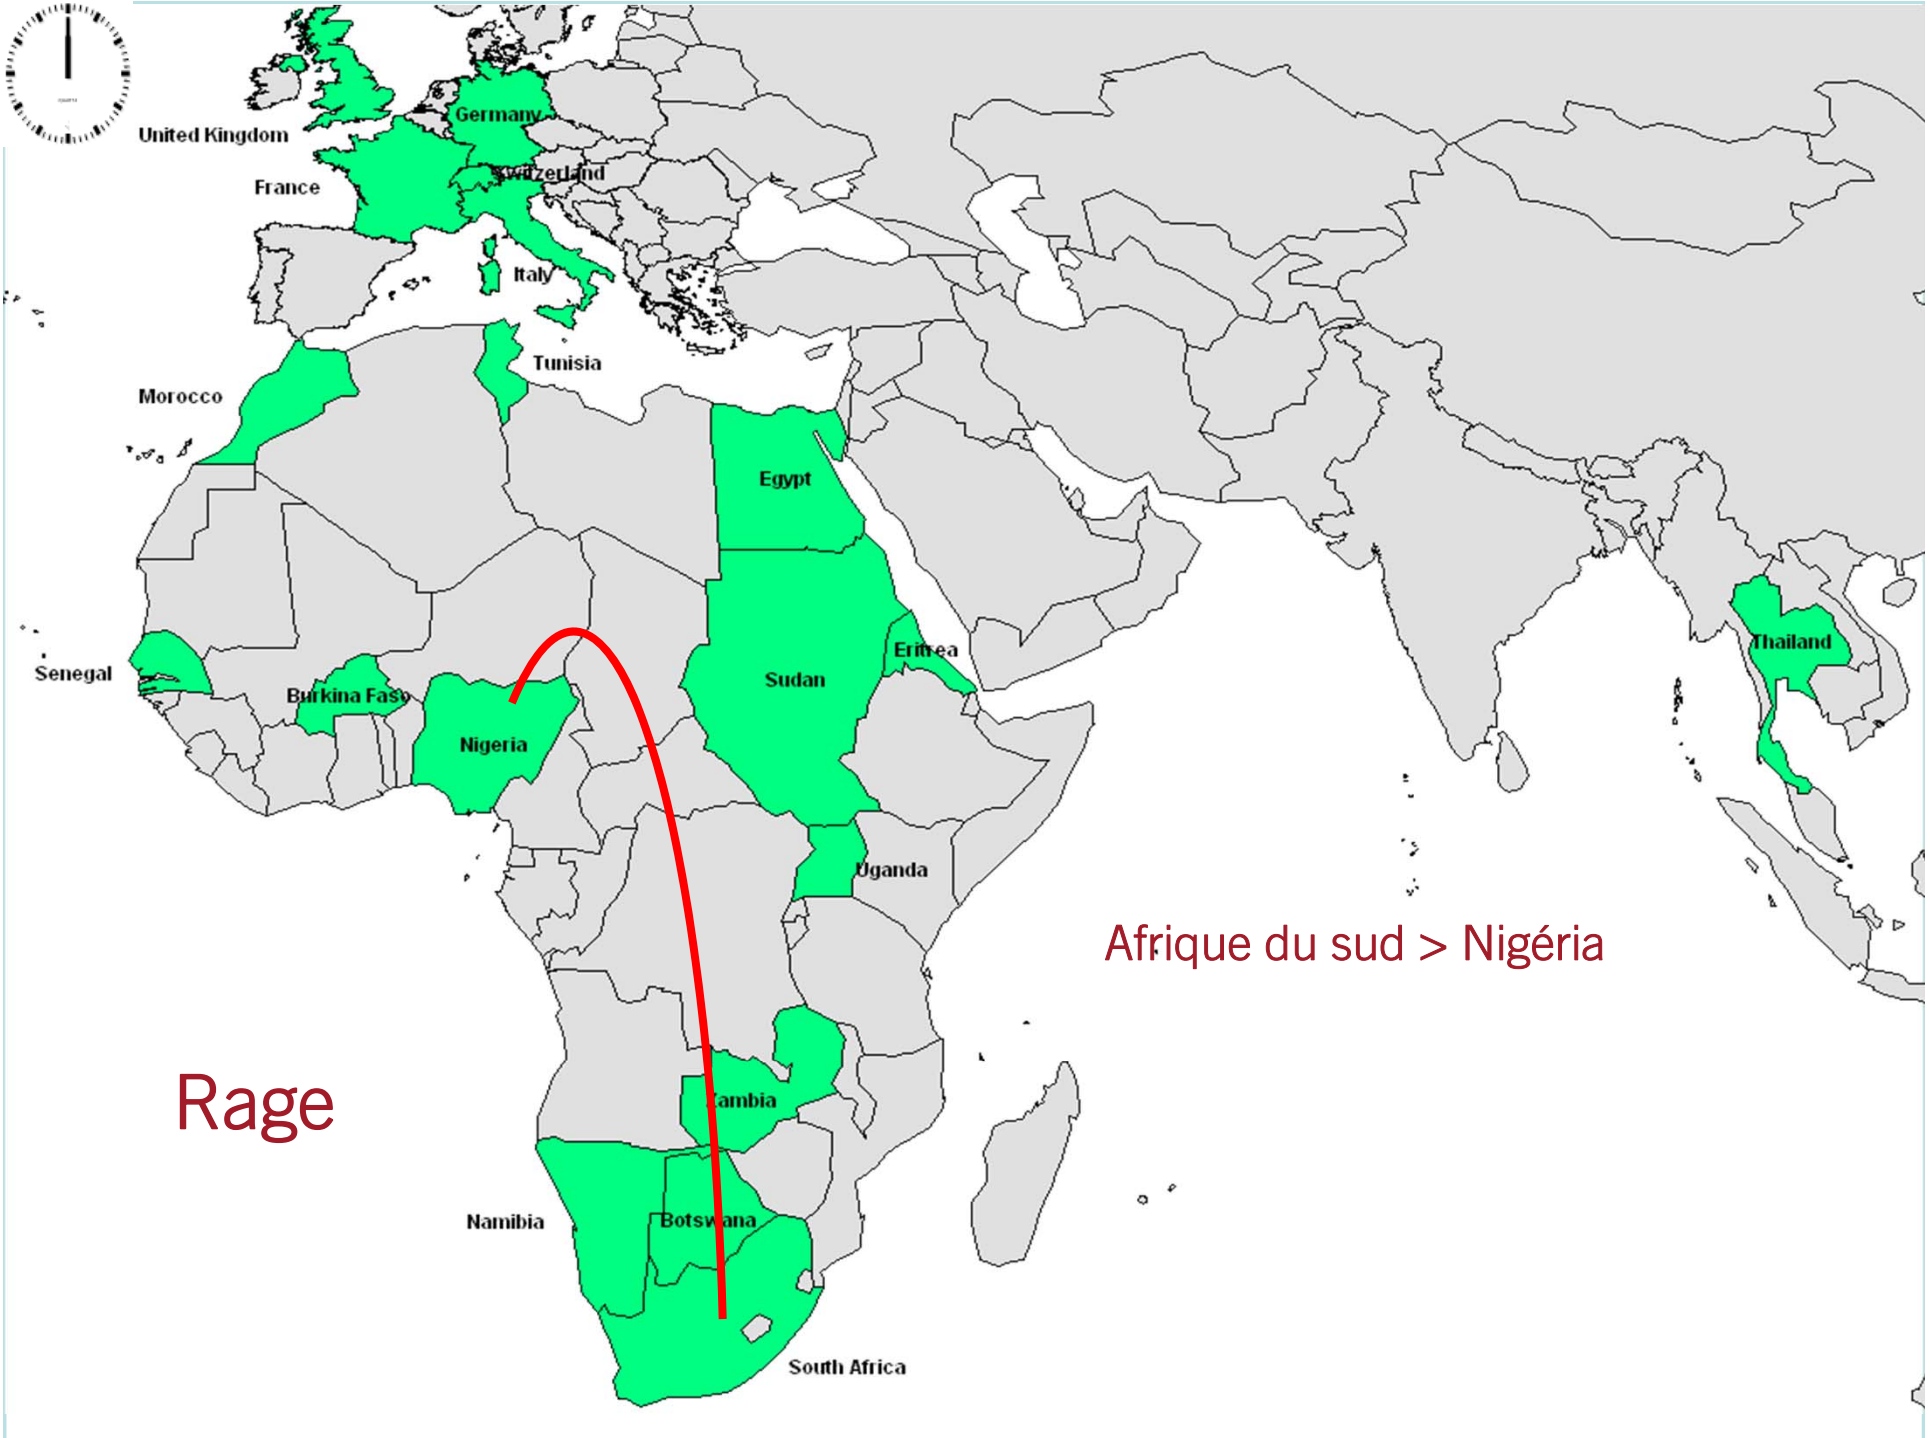 United Kingdom
Germany
Switzerland
France
Italy
Tunisia
Morocco
Egypt
Senegal
Burkina Faso
Nigeria
Sudan
Eritrea
Thailand
Uganda
Afrique du sud > Nigéria
Rage
Zambia
Namibia
Botswana
South Africa